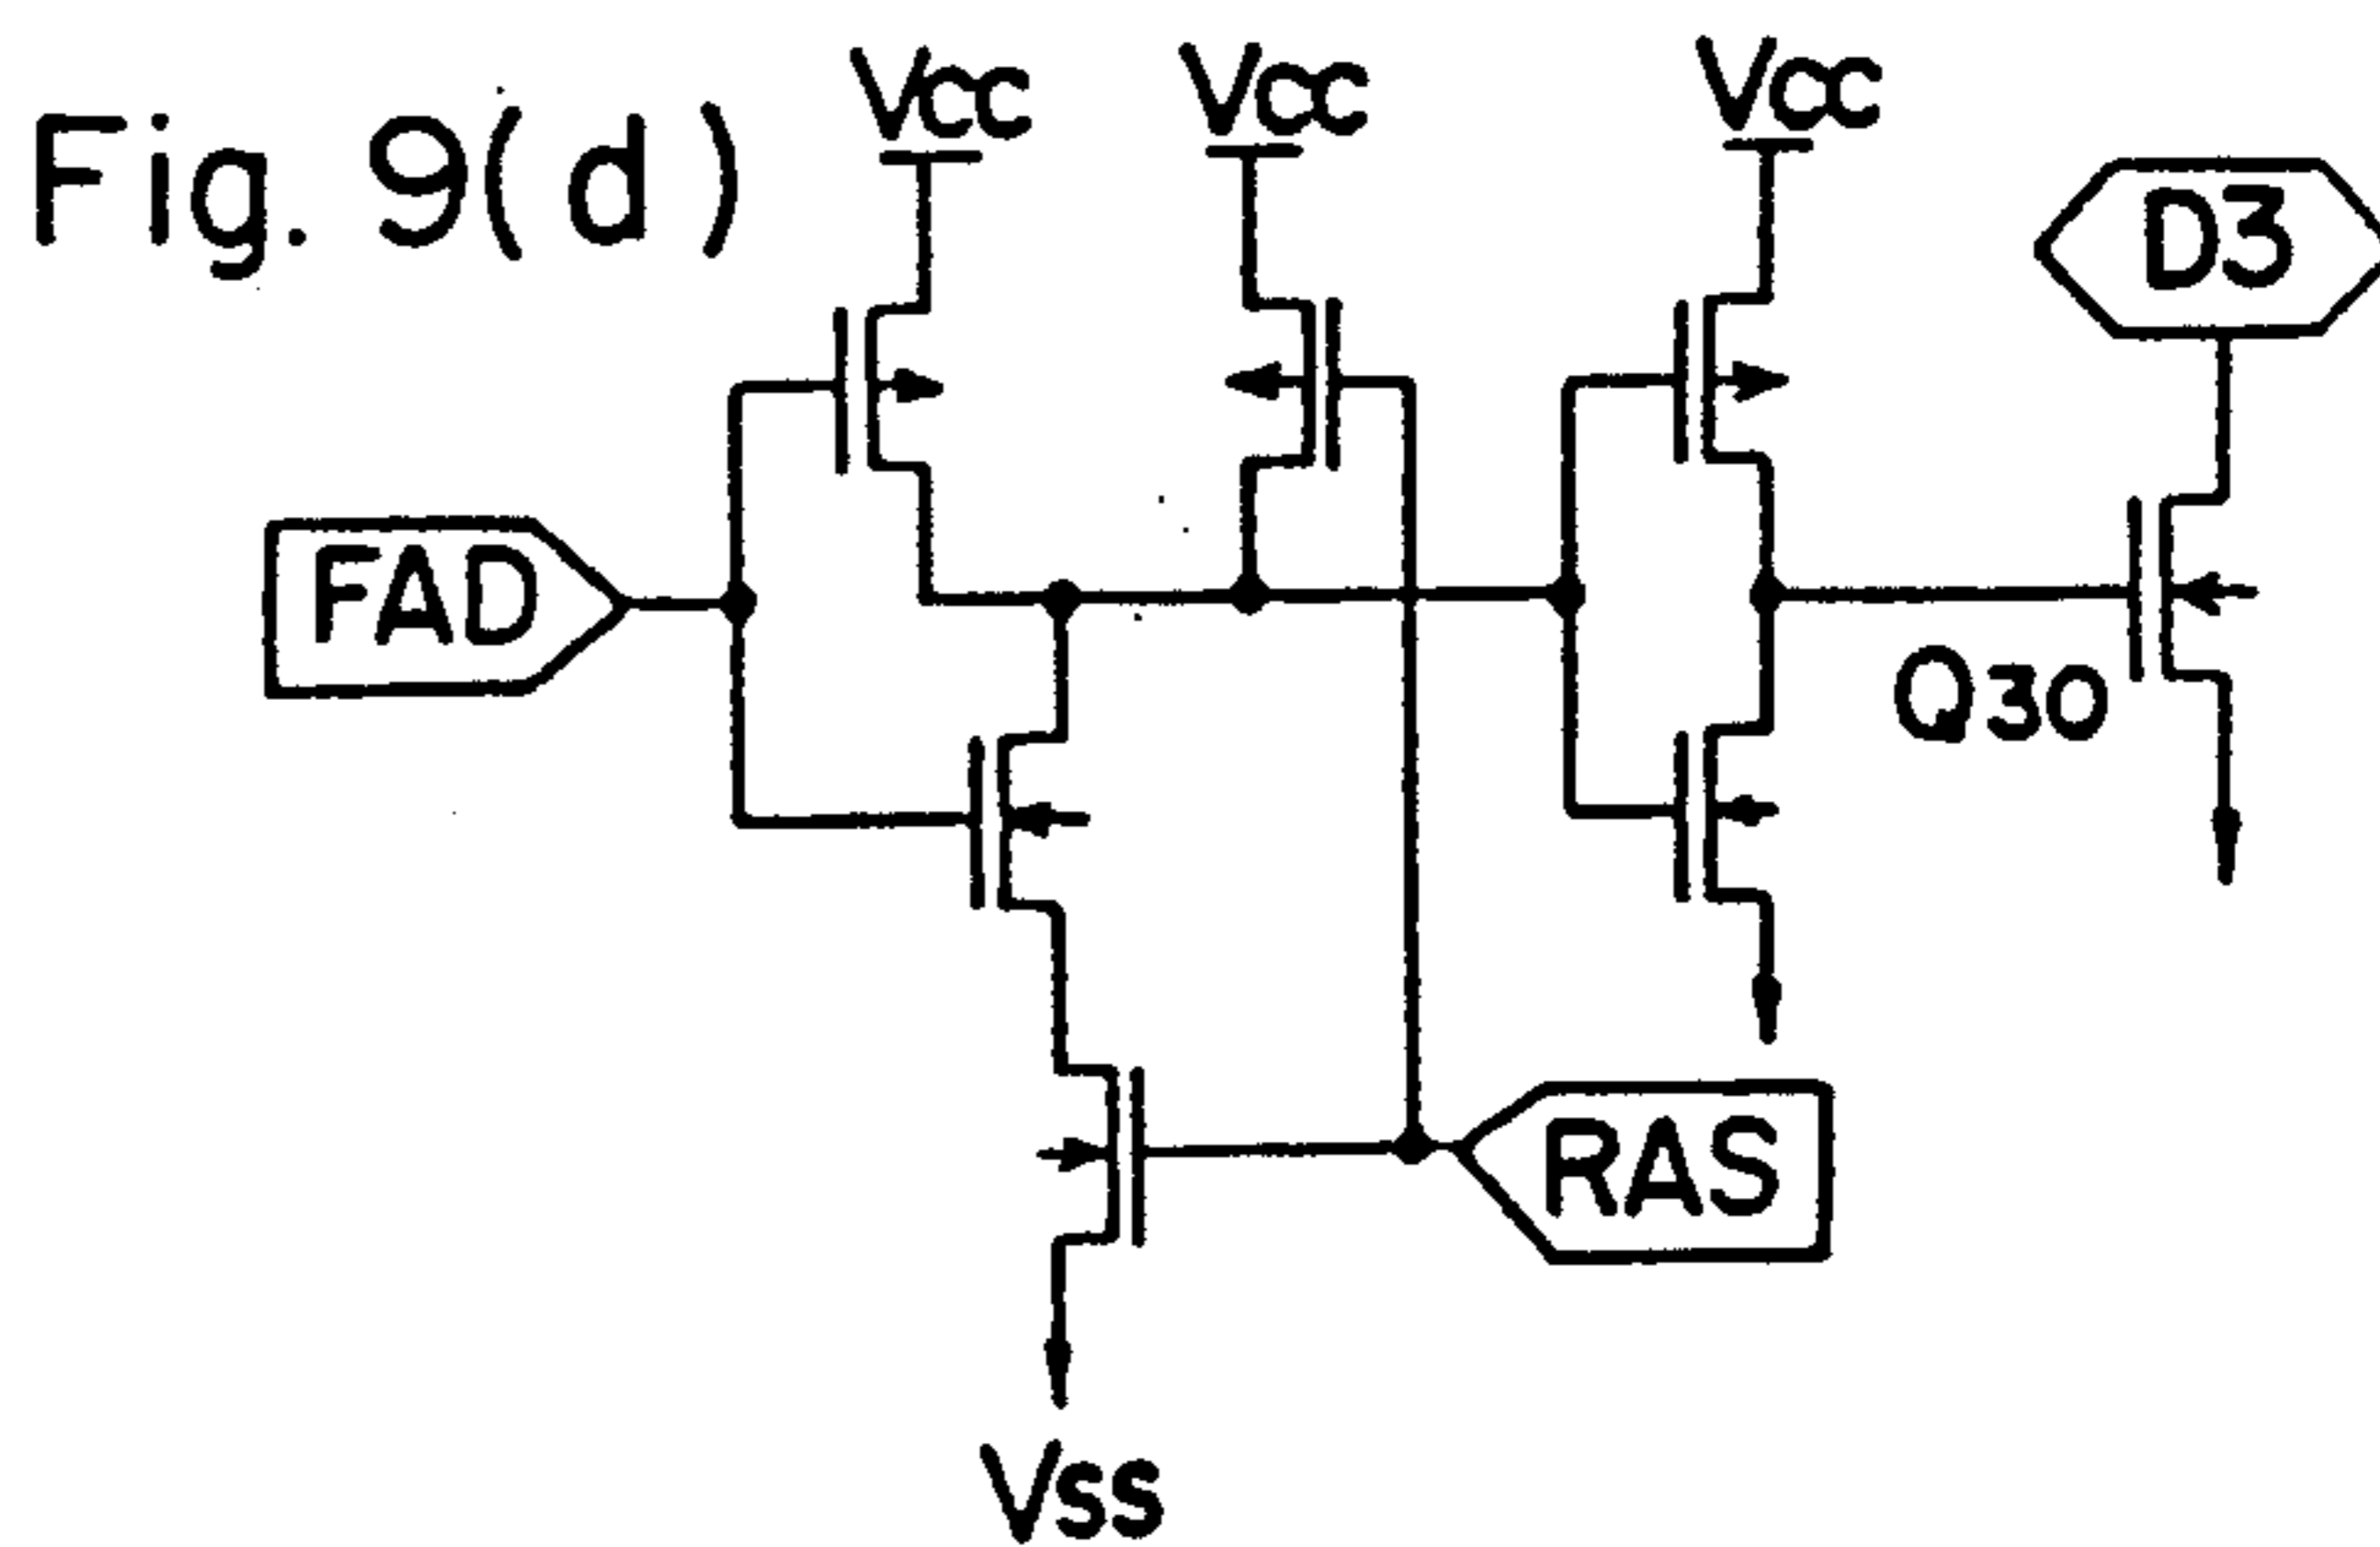 Fig. 9(d)
Vcc
Vcc
Vcc
D3
FAD
Q30
RAS
Vss